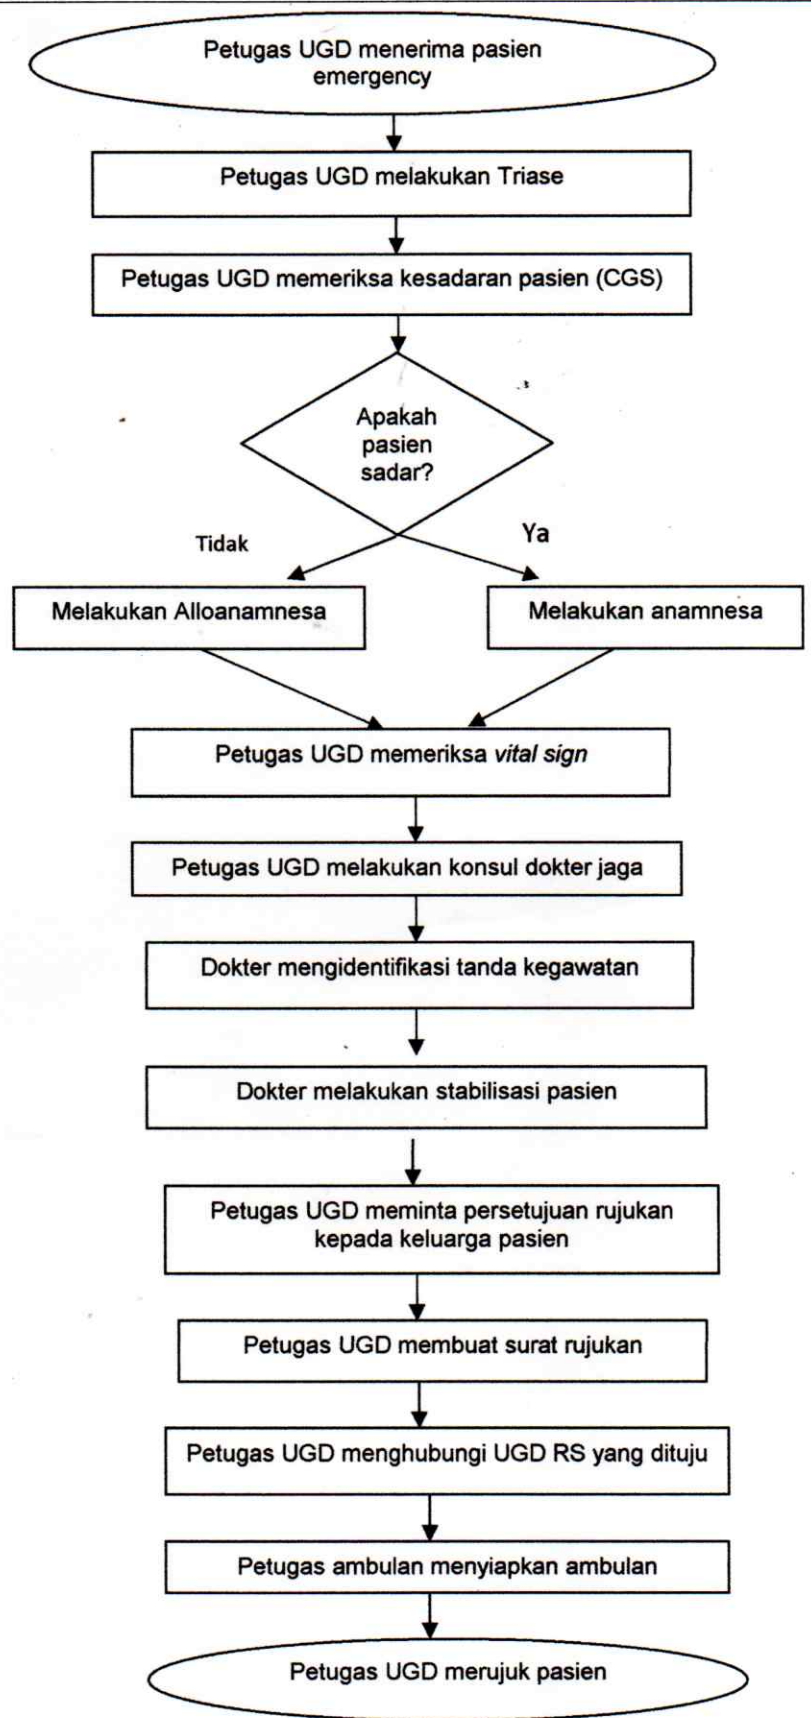 Petugas UGD menerima pasien
emergency
Petugas UGD melakukan Triase
Petugas UGD memeriksa kesadaran pasien (CGS)
Apakah
pasien
sadar?
Tidak
Ya
Melakukan Alloanamnesa
Melakukan anamnesa
Petugas UGD memeriksa vital sign
Petugas UGD melakukan konsul dokter jaga
Dokter mengidentifikasi tanda kegawatan
Dokter melakukan stabilisasi pasien
Petugas UGD meminta persetujuan rujukan
kepada keluarga pasien
Petugas UGD membuat surat rujukan
Petugas UGD menghubungi UGD RS yang dituju
Petugas ambulan menyiapkan ambulan
Petugas UGD merujuk pasien